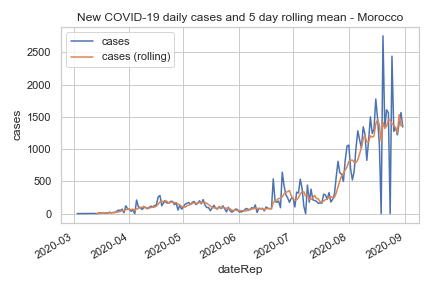 New COVID-19 daily cases and 5 day rolling mean - Morocco
cases
cases (rolling)
2500
2000
1500
1000
500
0
cases
2020-03
2020-04
2020-05
2020-06
2020-07
2020-08
2020-09
dateRep